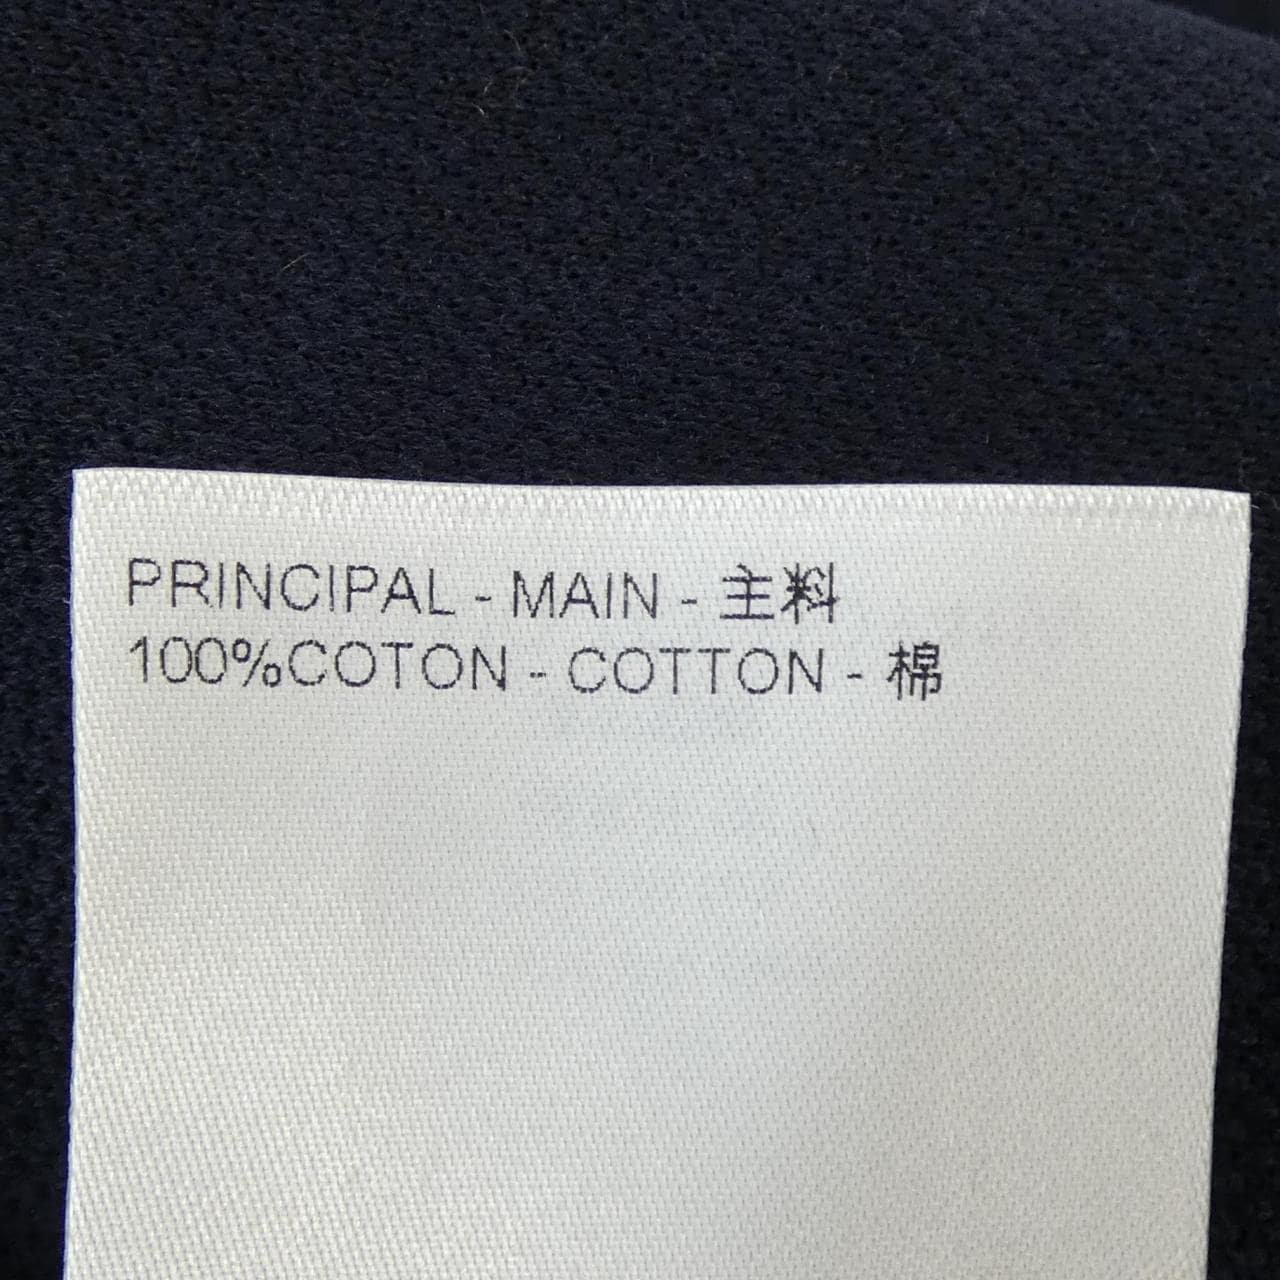 PRINCIPAL - MAIN - 主料
100%COTON - COTTON - 棉